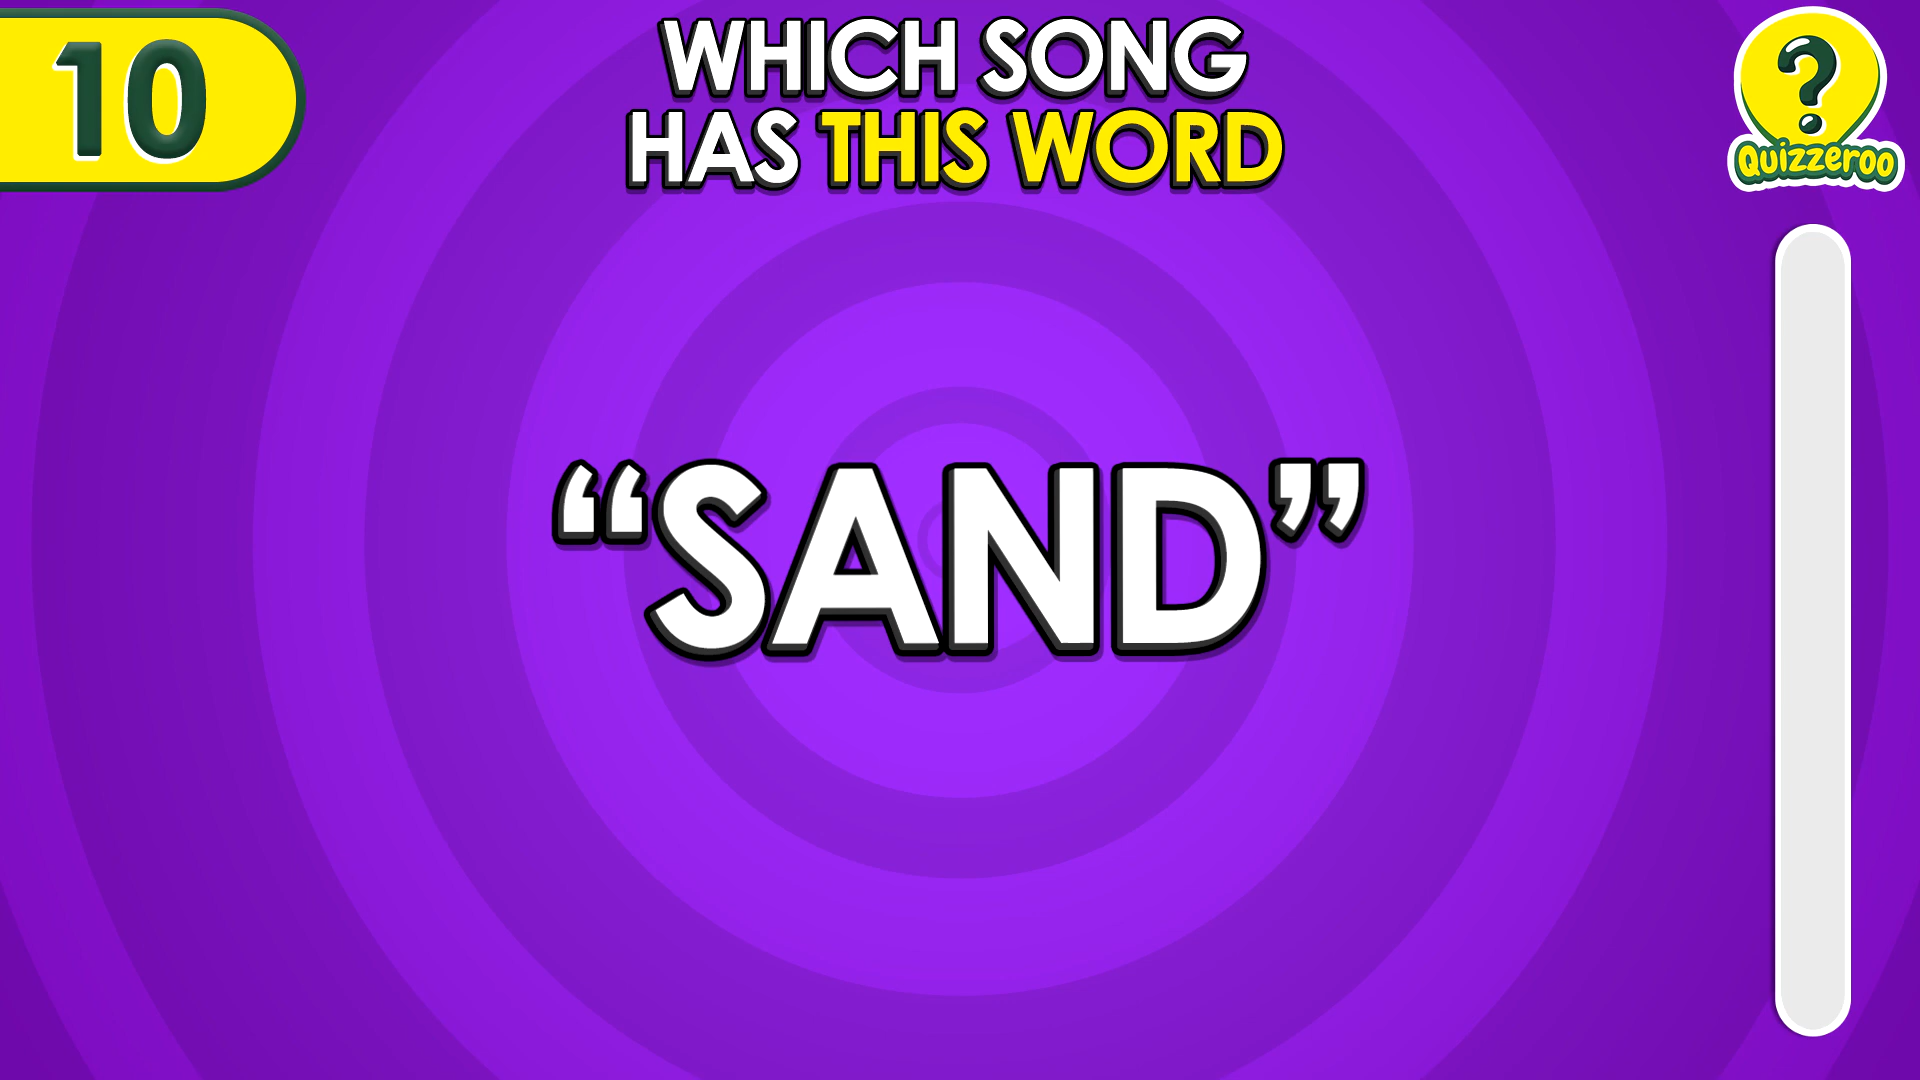 10
WHICH SONG
HAS THIS WORD
?
Quizzeroo
“SAND”